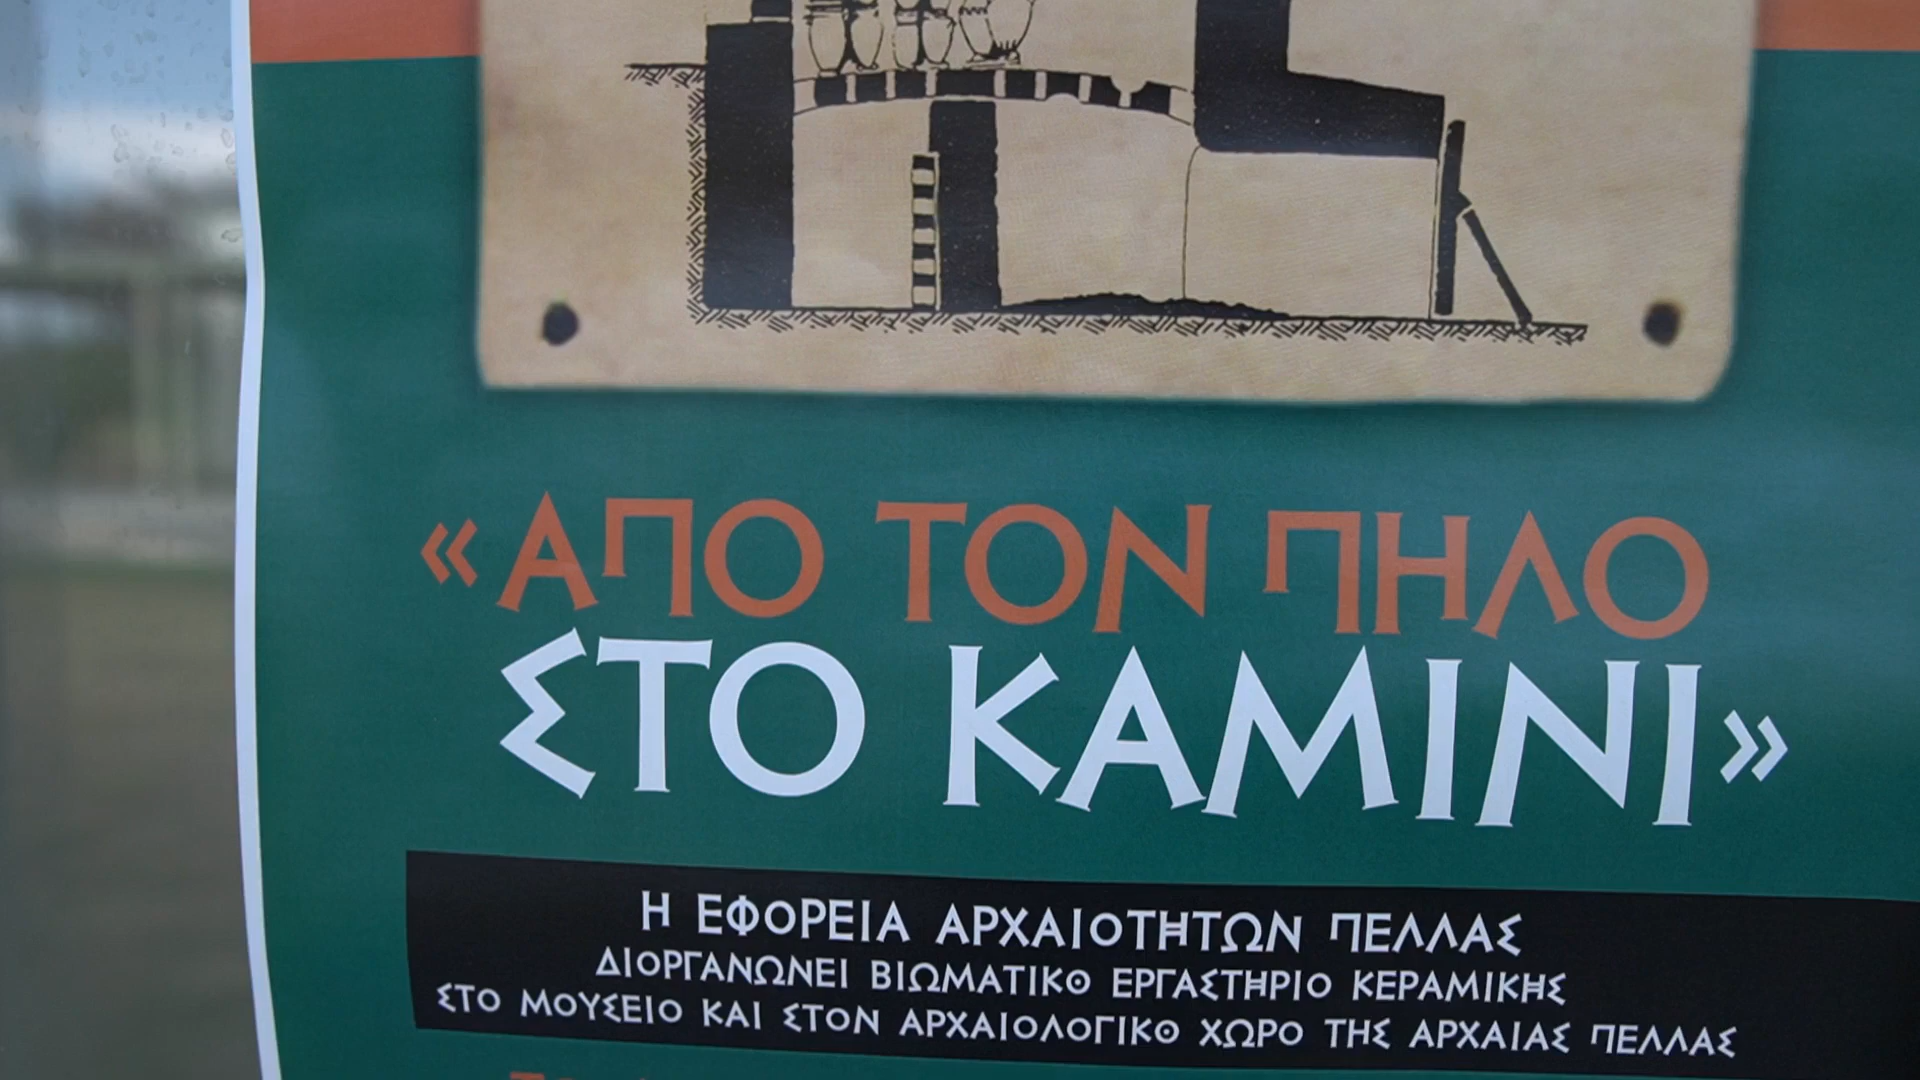 «ΑΠΟ ΤΟΝ ΠΗΛΟ
ΣΤΟ ΚΑΜΙΝΙ»
Η ΕΦΟΡΕΙΑ ΑΡΧΑΙΟΤΗΤΩΝ ΠΕΛΛΑΣ
ΔΙΟΡΓΑΝΩΝΕΙ ΒΙΩΜΑΤΙΚΟ ΕΡΓΑΣΤΗΡΙΟ ΚΕΡΑΜΙΚΗΣ
ΣΤΟ ΜΟΥΣΕΙΟ ΚΑΙ ΣΤΟΝ ΑΡΧΑΙΟΛΟΓΙΚΟ ΧΩΡΟ ΤΗΣ ΑΡΧΑΙΑΣ ΠΕΛΛΑΣ